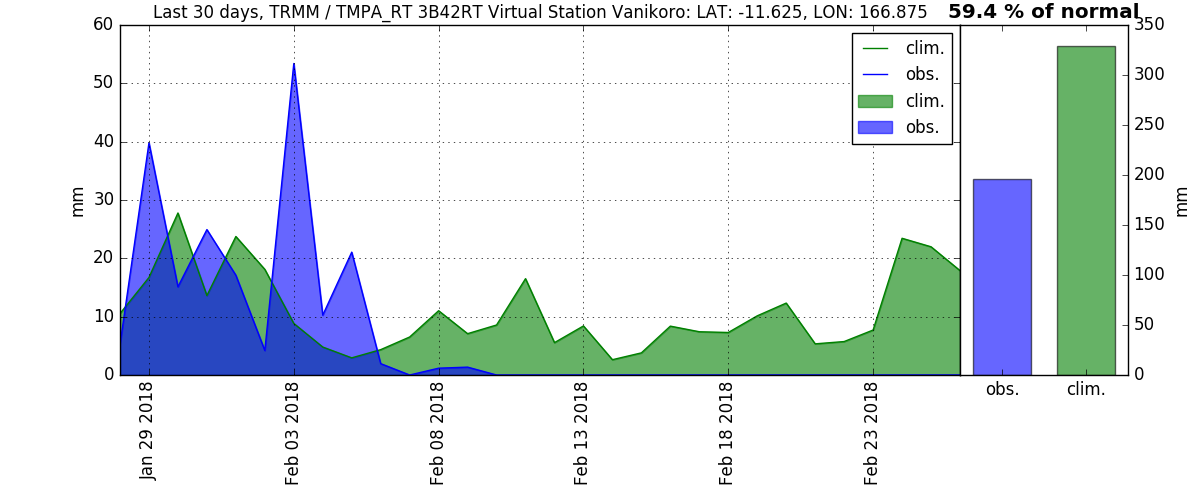 Last 30 days, TRMM / TMPA_RT 3B42RT Virtual Station Vanikoro: LAT: -11.625, LON: 166.875
59.4 % of normal
60
50
40
30
20
10
0
mm
clim.
obs.
clim.
obs.
Jan 29 2018
Feb 03 2018
Feb 08 2018
Feb 13 2018
Feb 18 2018
Feb 23 2018
350
300
250
200
150
100
50
0
mm
obs.
clim.